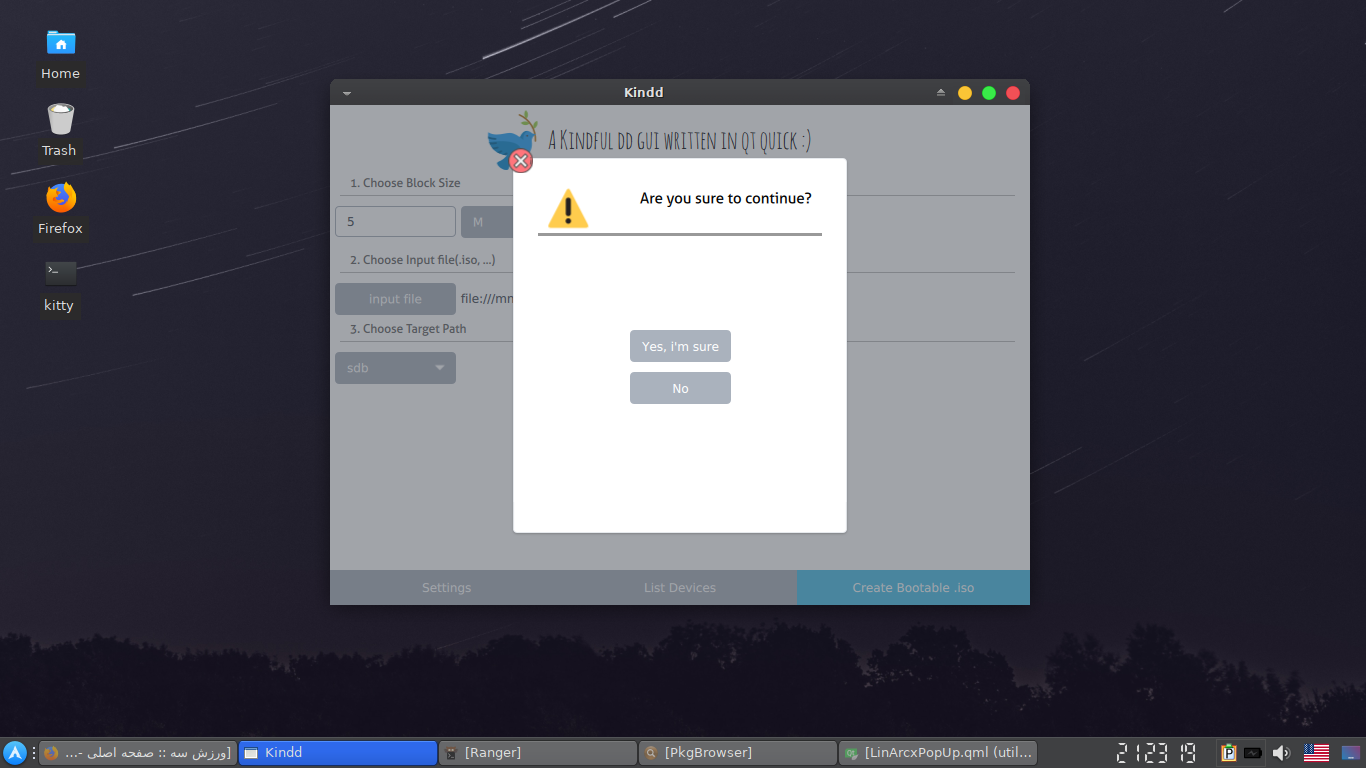 Home
Trash
Firefox
kitty
Kindd
A Kindful dd gui written in qt quick :)
1. Choose Block Size
5
M
2. Choose Input file(.iso, ...)
input file
file:///mn
3. Choose Target Path
sdb
Are you sure to continue?
Yes, i'm sure
No
Settings
List Devices
Create Bootable .iso
[ورزش سه :: صفحه اصلی -...
Kindd
[Ranger]
[PkgBrowser]
[LinArcxPopUp.qml (util...
21:23 19